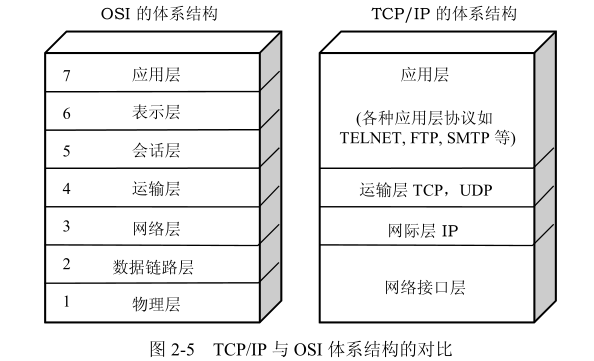 OSI 的体系结构
7 应用层
6 表示层
5 会话层
4 运输层
3 网络层
2 数据链路层
1 物理层
TCP/IP 的体系结构
应用层
(各种应用层协议如
TELNET, FTP, SMTP 等)
运输层 TCP，UDP
网际层 IP
网络接口层
图 2-5 TCP/IP 与 OSI 体系结构的对比